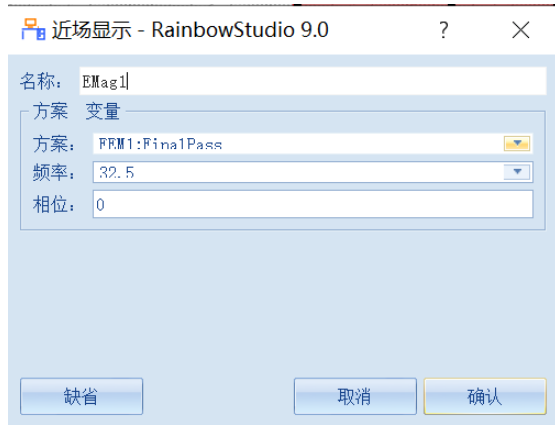 近场显示 - RainbowStudio 9.0 ?
名称： EMag1
方案 变量
方案： FEM1:FinalPass
频率： 32.5
相位： 0
缺省 取消 确认